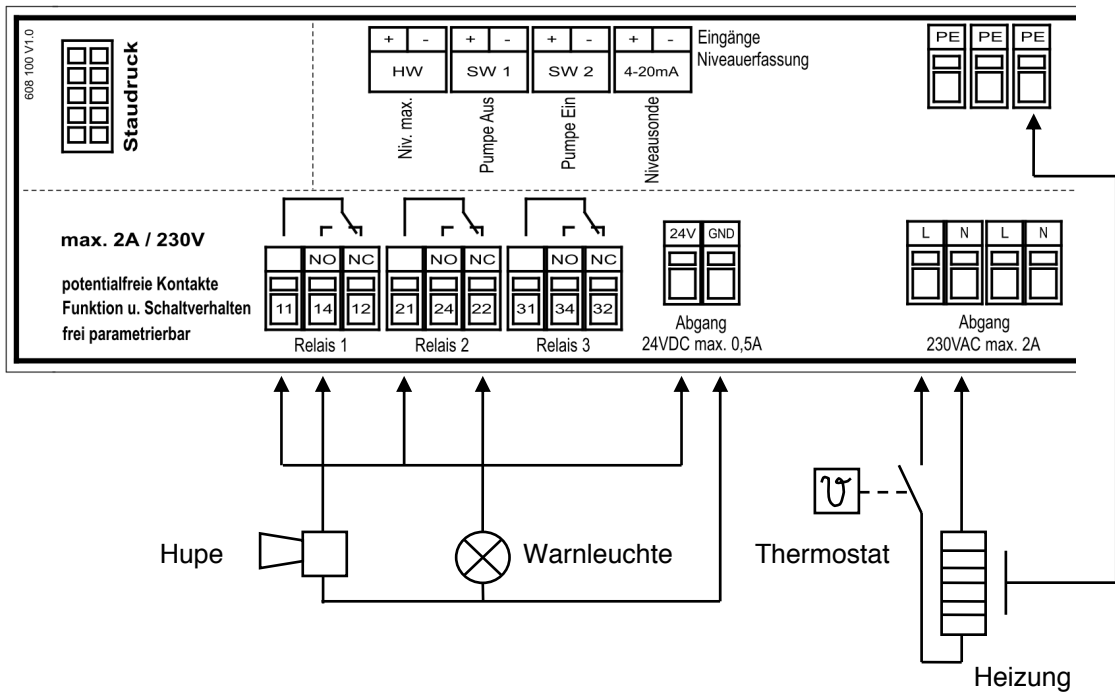 608 100 V1.0
Staudruck
+ - + - + - + -
HW SW 1 SW 2 4-20mA
Eingänge
Niveauerfassung
Niv. max.
Pumpe Aus
Pumpe Ein
Niveausonde
PE PE PE
max. 2A / 230V
potentialfreie Kontakte
Funktion u. Schaltverhalten
frei parametrierbar
NO NC NO NC NO NC
11 14 12 21 24 22 31 34 32
Relais 1 Relais 2 Relais 3
24V GND
Abgang
24VDC max. 0,5A
L N L N
Abgang
230VAC max. 2A
Hupe
Warnleuchte
ϑ
Thermostat
Heizung